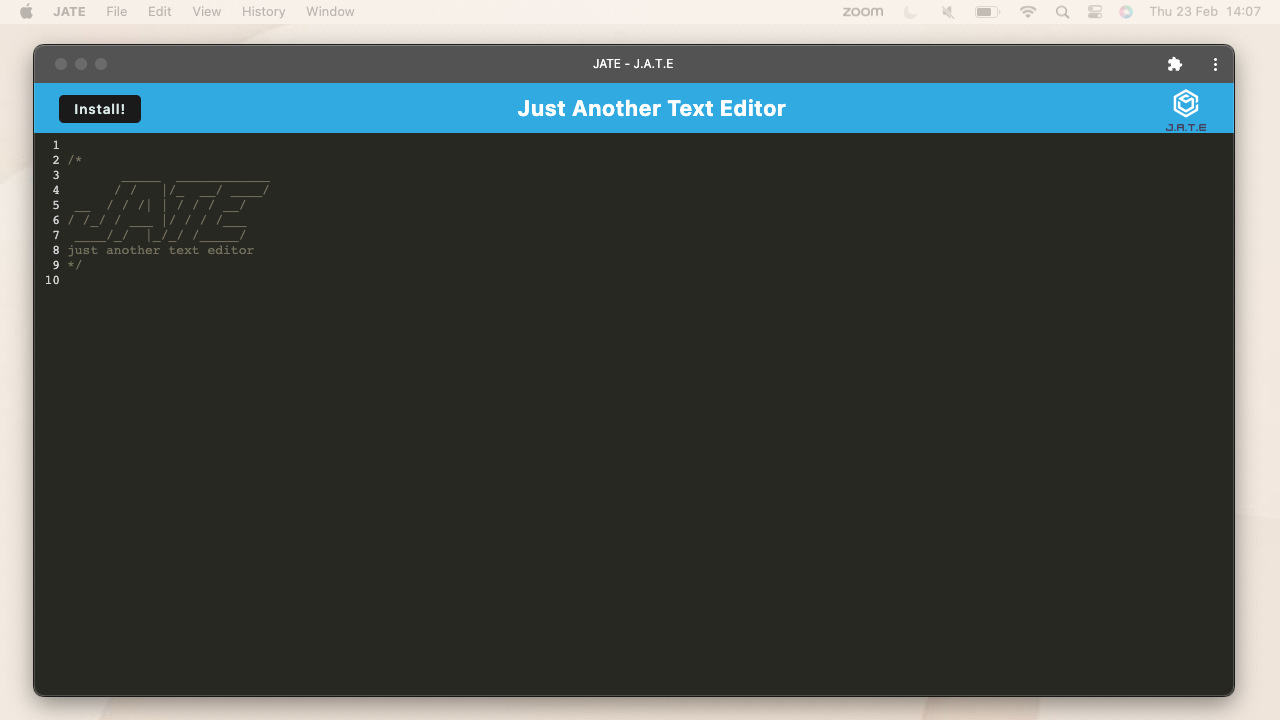 JATE File Edit View History Window zoom Thu 23 Feb 14:07
JATE - J.A.T.E
Install! Just Another Text Editor J.A.T.E
1
2 /*
3        _____  ____________
4       / /   |/_  __/ ____/
5  __  / / /| | / / / __/
6 / /_/ / ___ |/ / / /___
7  ____/_/  |_/_/ /_____/
8 just another text editor
9 */
10